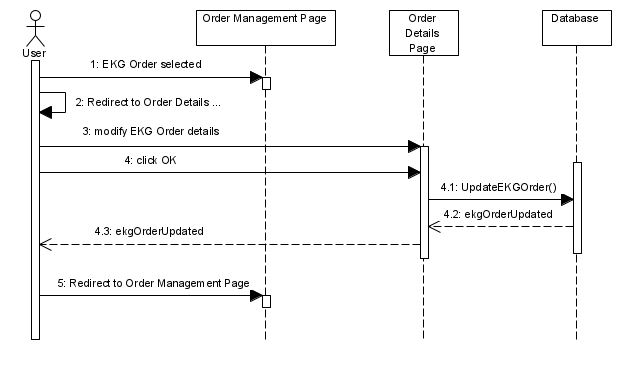 Order Management Page
Order
Details
Page
Database
User
1: EKG Order selected
2: Redirect to Order Details ...
3: modify EKG Order details
4: click OK
4.1: UpdateEKGOrder()
4.2: ekgOrderUpdated
4.3: ekgOrderUpdated
5: Redirect to Order Management Page